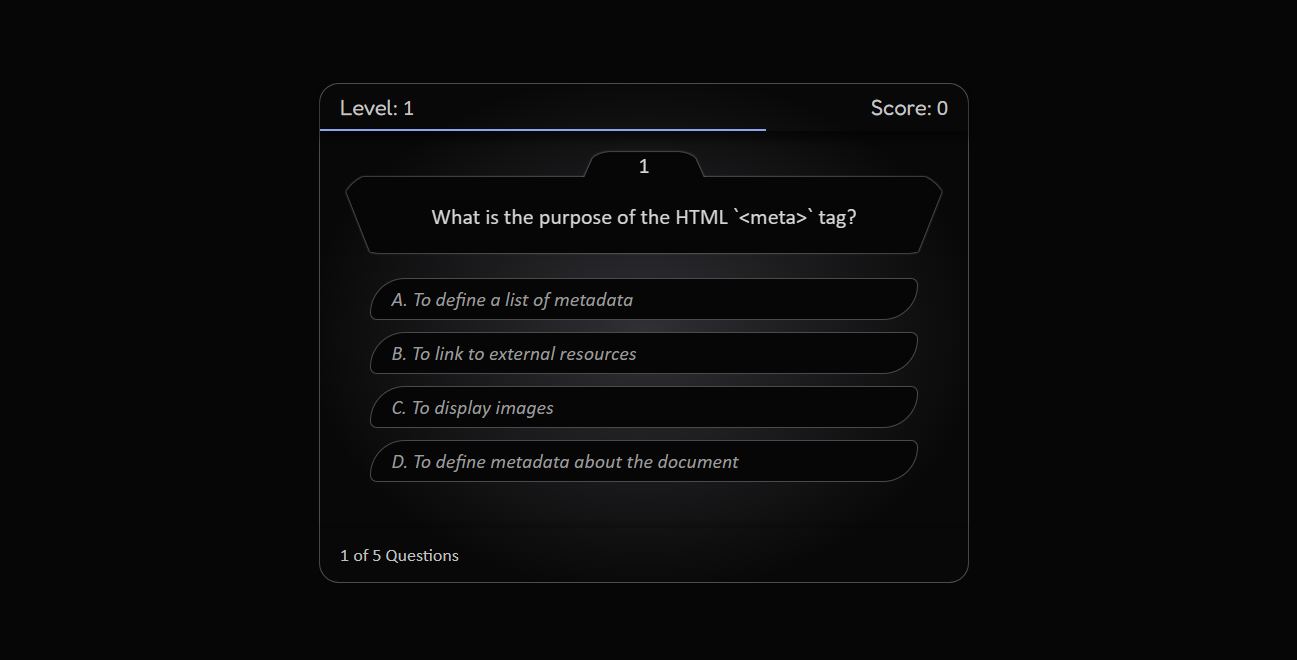 Level: 1
Score: 0
1
What is the purpose of the HTML `<meta>` tag?
A. To define a list of metadata
B. To link to external resources
C. To display images
D. To define metadata about the document
1 of 5 Questions